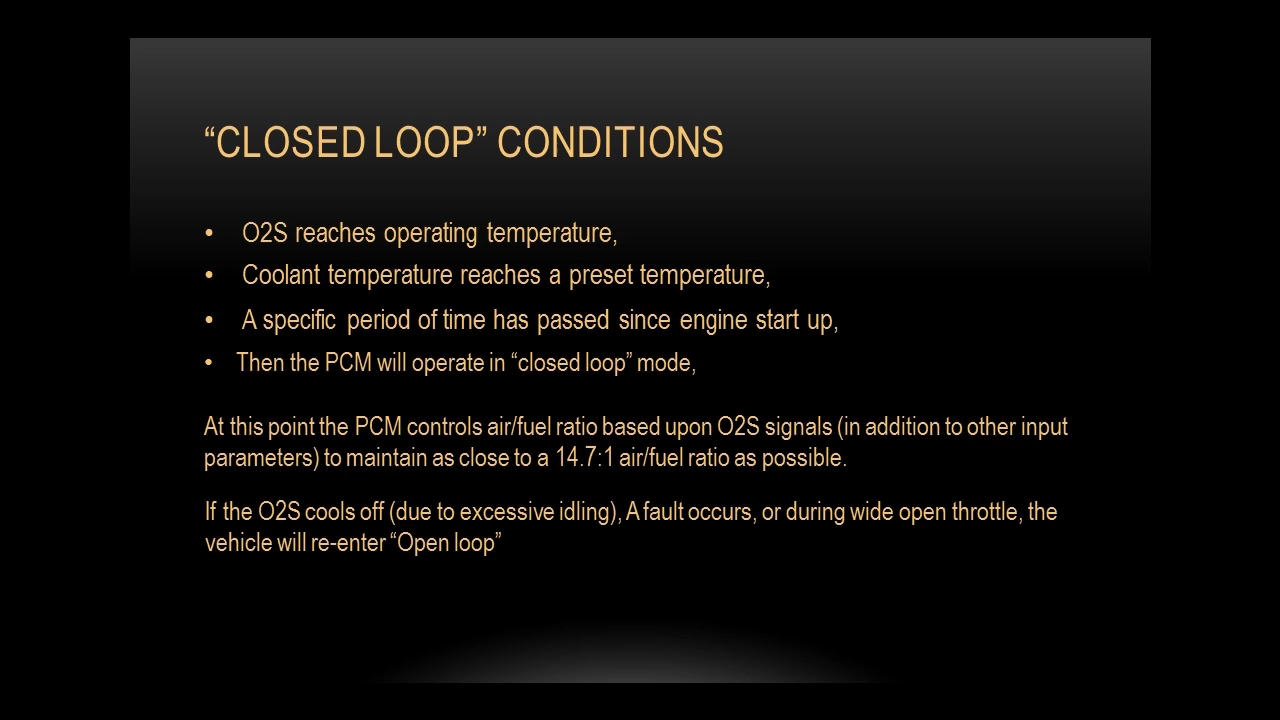 “CLOSED LOOP” CONDITIONS
• O2S reaches operating temperature,
• Coolant temperature reaches a preset temperature,
• A specific period of time has passed since engine start up,
• Then the PCM will operate in “closed loop” mode,
At this point the PCM controls air/fuel ratio based upon O2S signals (in addition to other input
parameters) to maintain as close to a 14.7:1 air/fuel ratio as possible.
If the O2S cools off (due to excessive idling), A fault occurs, or during wide open throttle, the
vehicle will re-enter “Open loop”